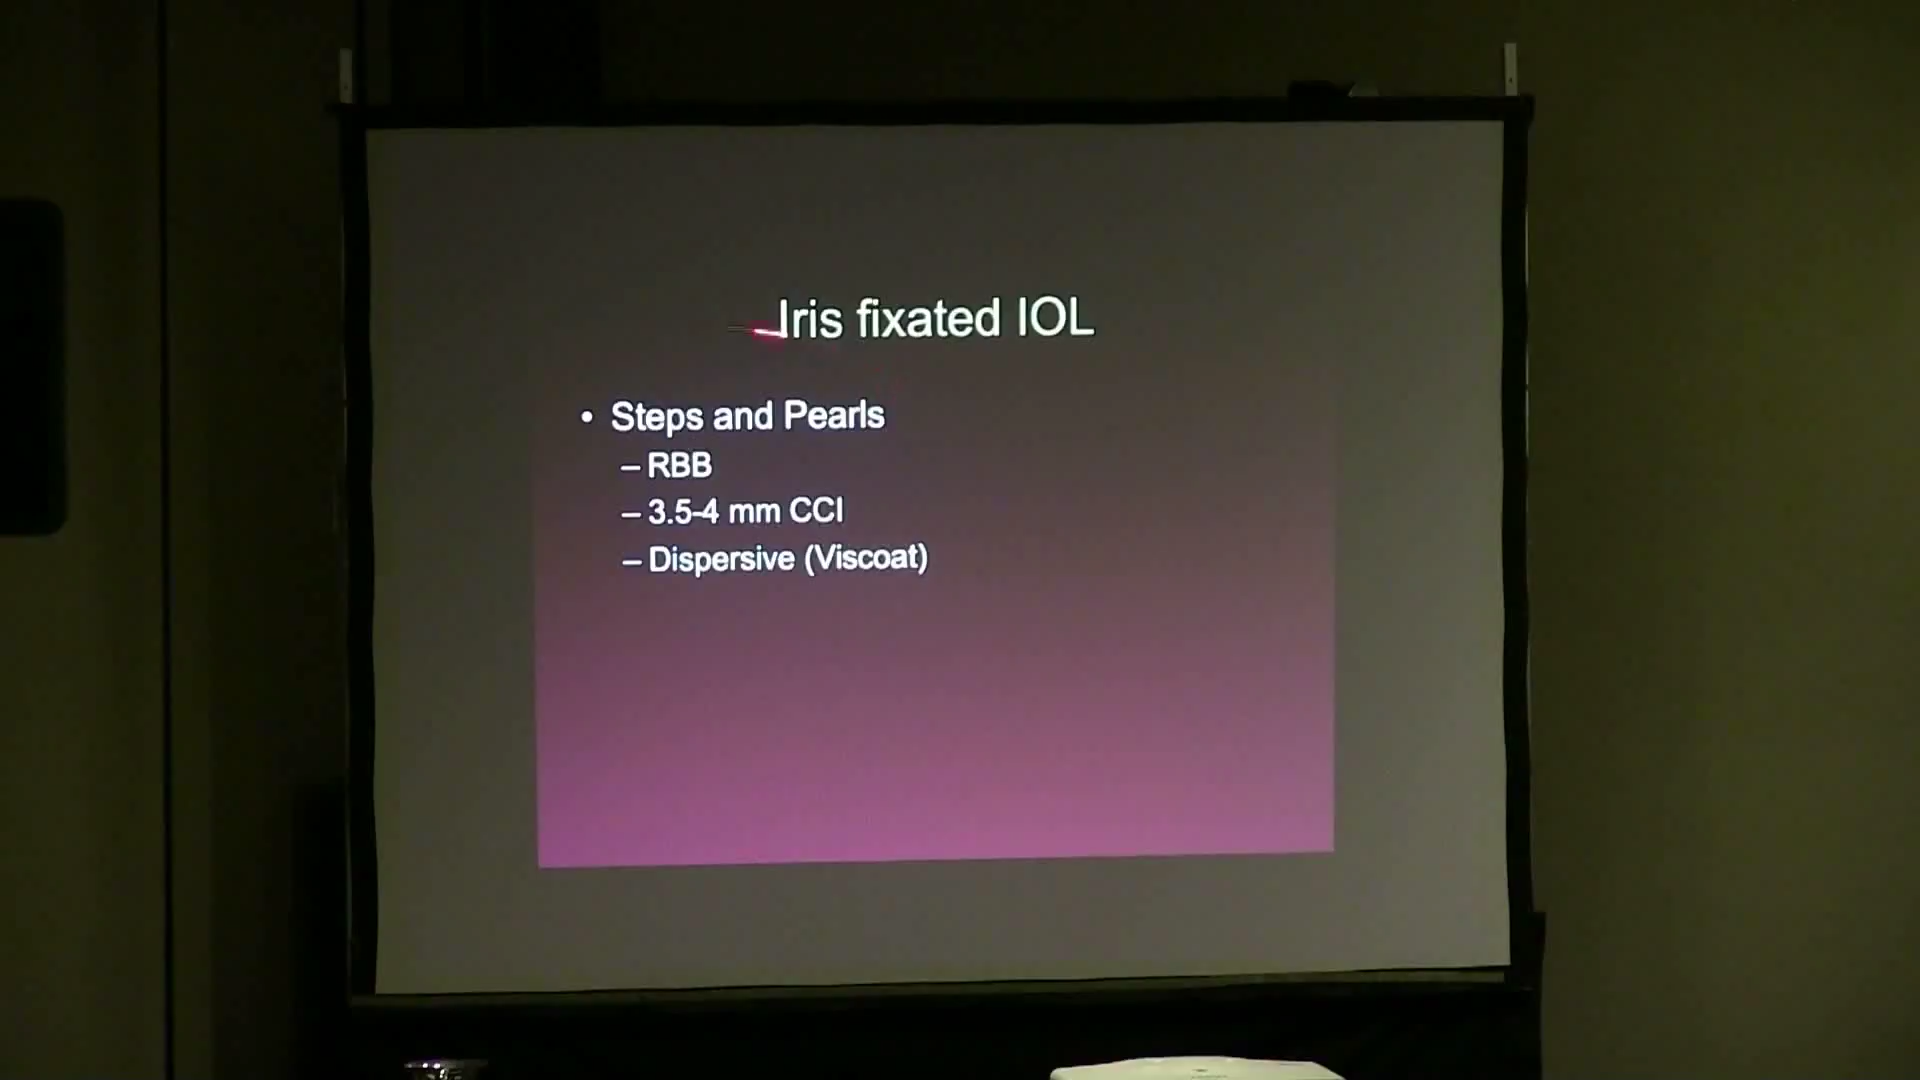 Iris fixated IOL
• Steps and Pearls
– RBB
– 3.5-4 mm CCI
– Dispersive (Viscoat)